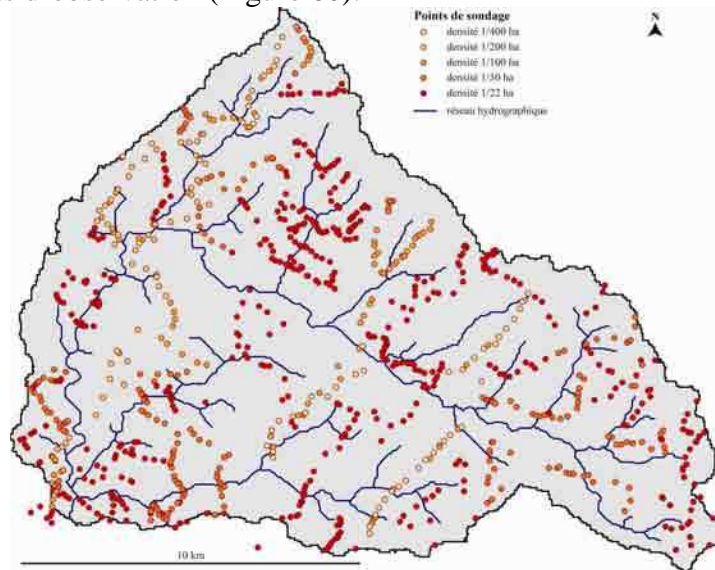 Points de sondage
N
densité 1/400 ha
densité 1/200 ha
densité 1/100 ha
densité 1/50 ha
densité 1/22 ha
réseau hydrographique
10 km